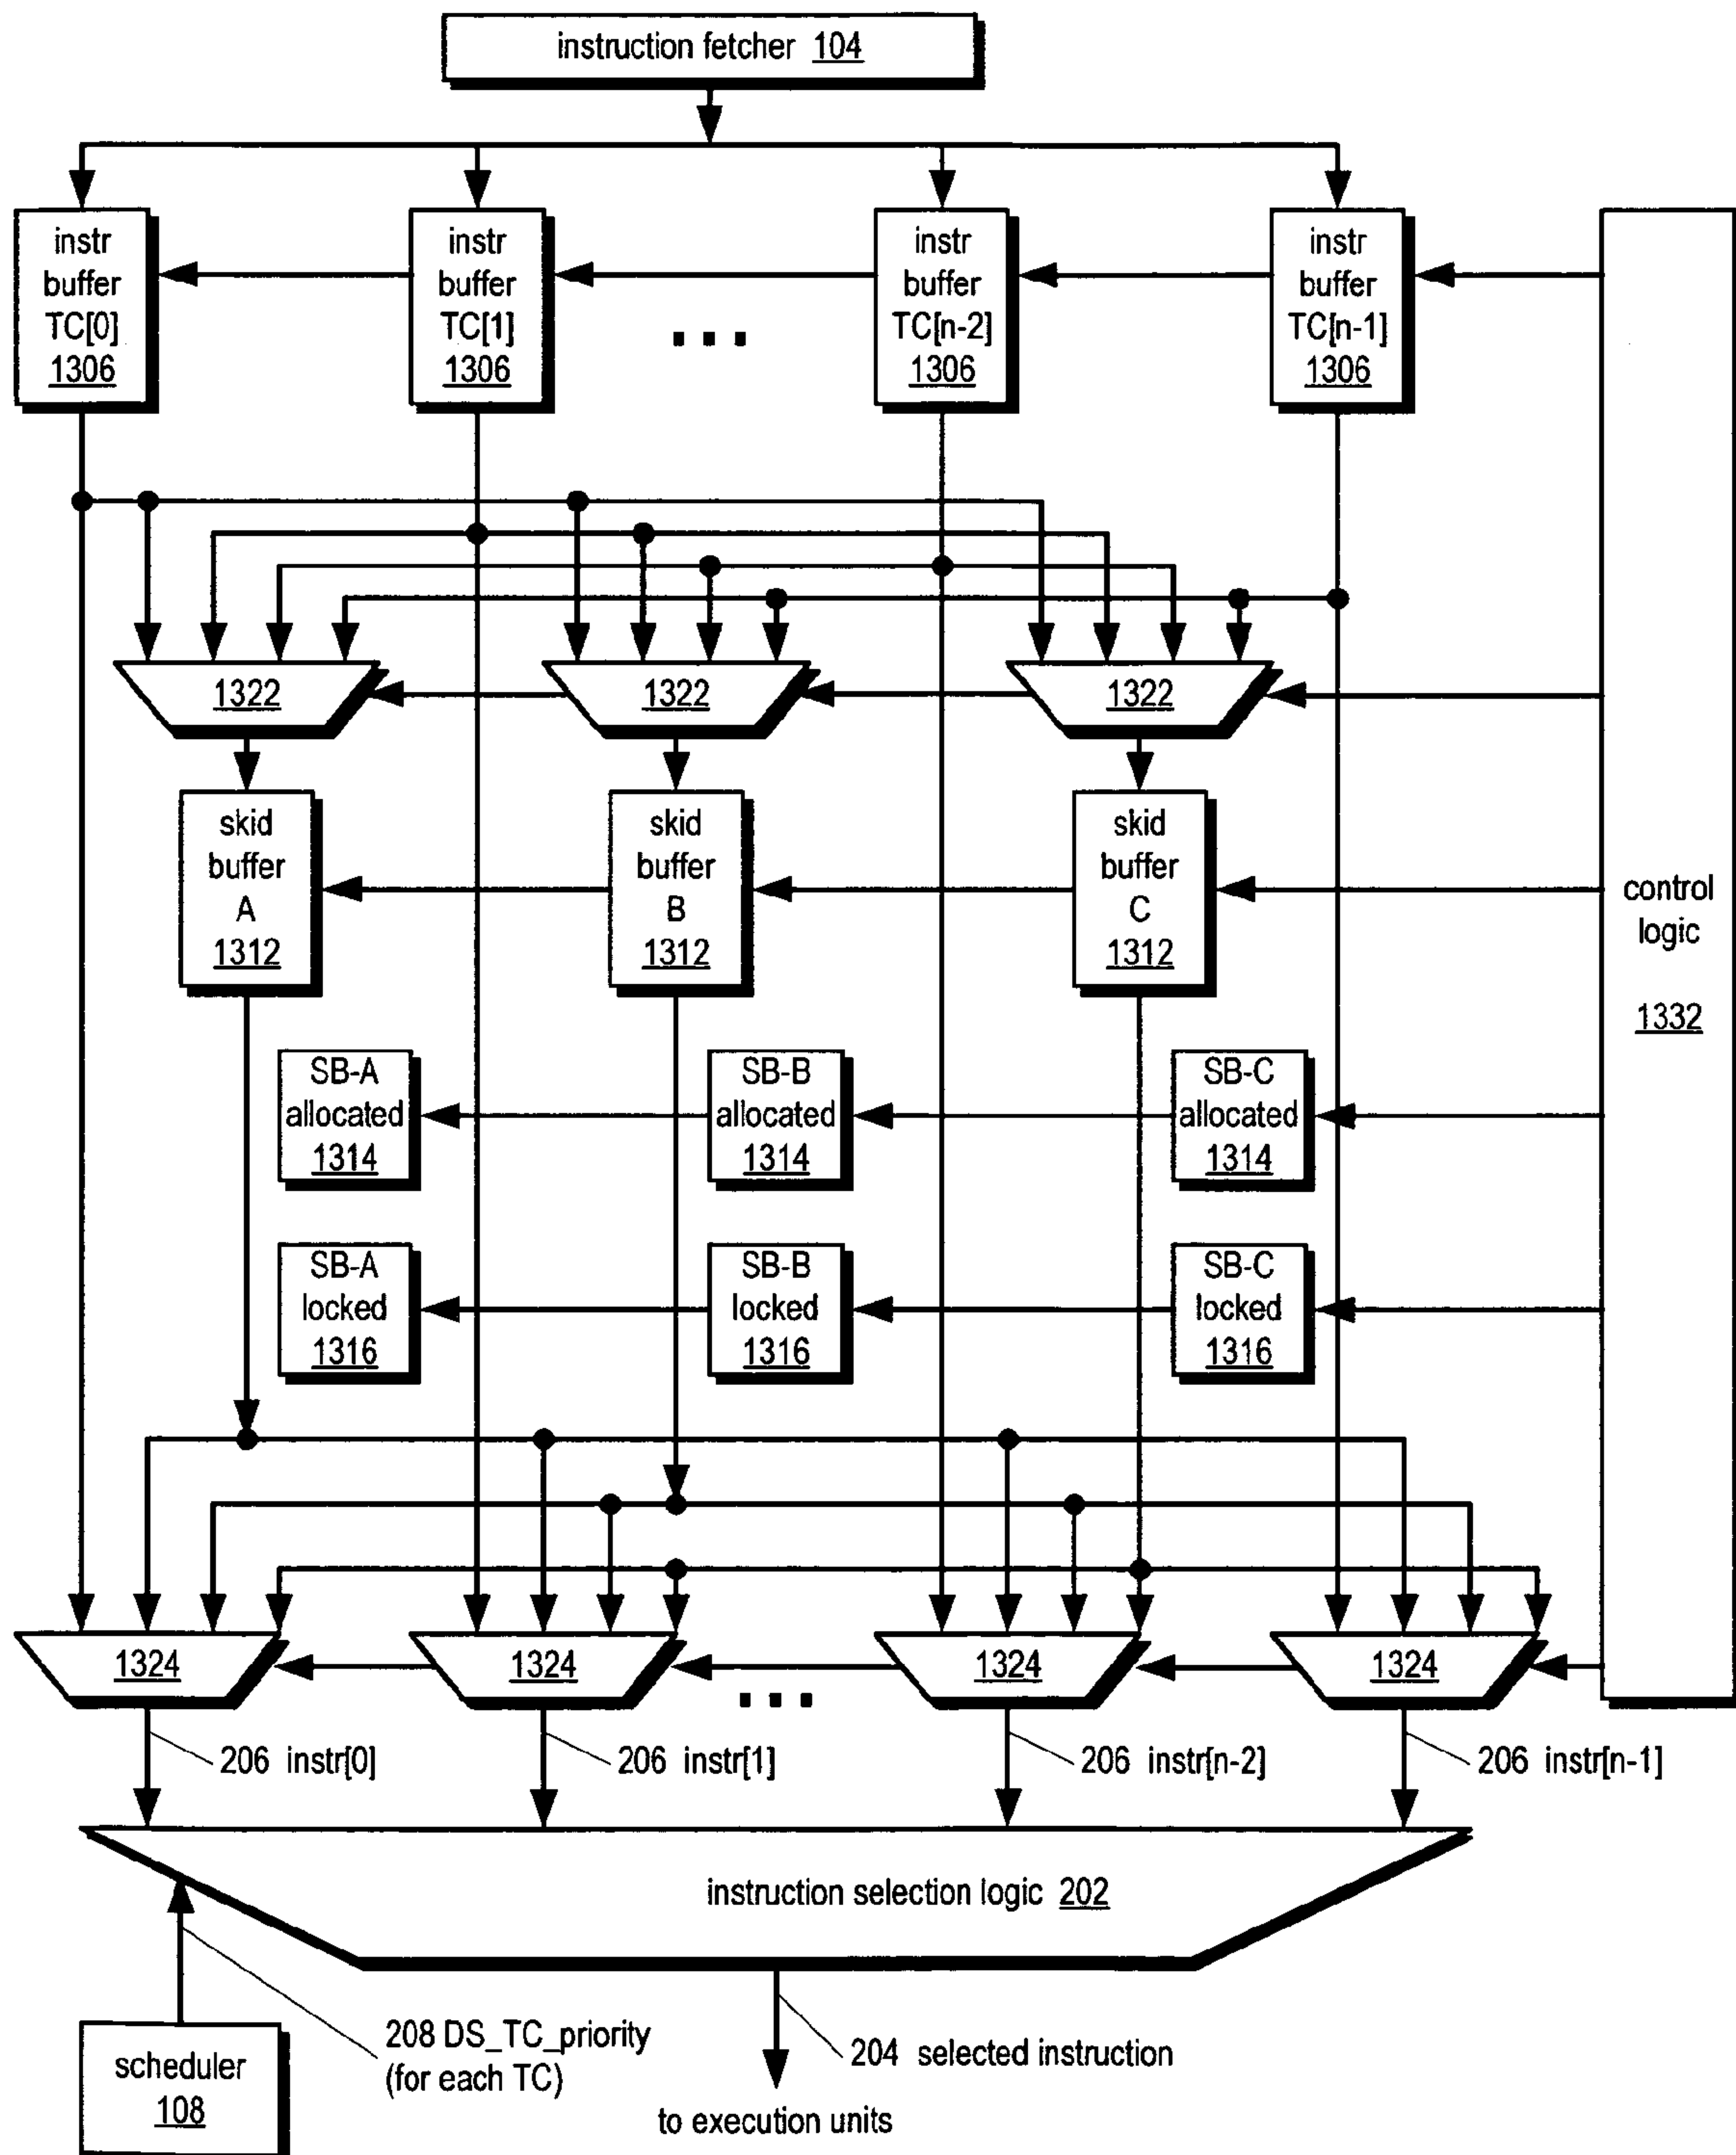 instruction fetcher 104
instr
buffer
TC[0]
1306
instr
buffer
TC[1]
1306
. . .
instr
buffer
TC[n-2]
1306
instr
buffer
TC[n-1]
1306
1322
1322
1322
skid
buffer
A
1312
skid
buffer
B
1312
skid
buffer
C
1312
control
logic
1332
SB-A
allocated
1314
SB-B
allocated
1314
SB-C
allocated
1314
SB-A
locked
1316
SB-B
locked
1316
SB-C
locked
1316
1324
1324
. . .
1324
1324
206 instr[0]
206 instr[1]
206 instr[n-2]
206 instr[n-1]
instruction selection logic 202
scheduler
108
208 DS_TC_priority
(for each TC)
204 selected instruction
to execution units